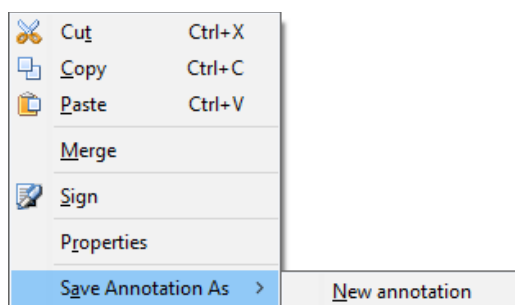 Cut Ctrl+X
Copy Ctrl+C
Paste Ctrl+V
Merge
Sign
Properties
Save Annotation As > New annotation